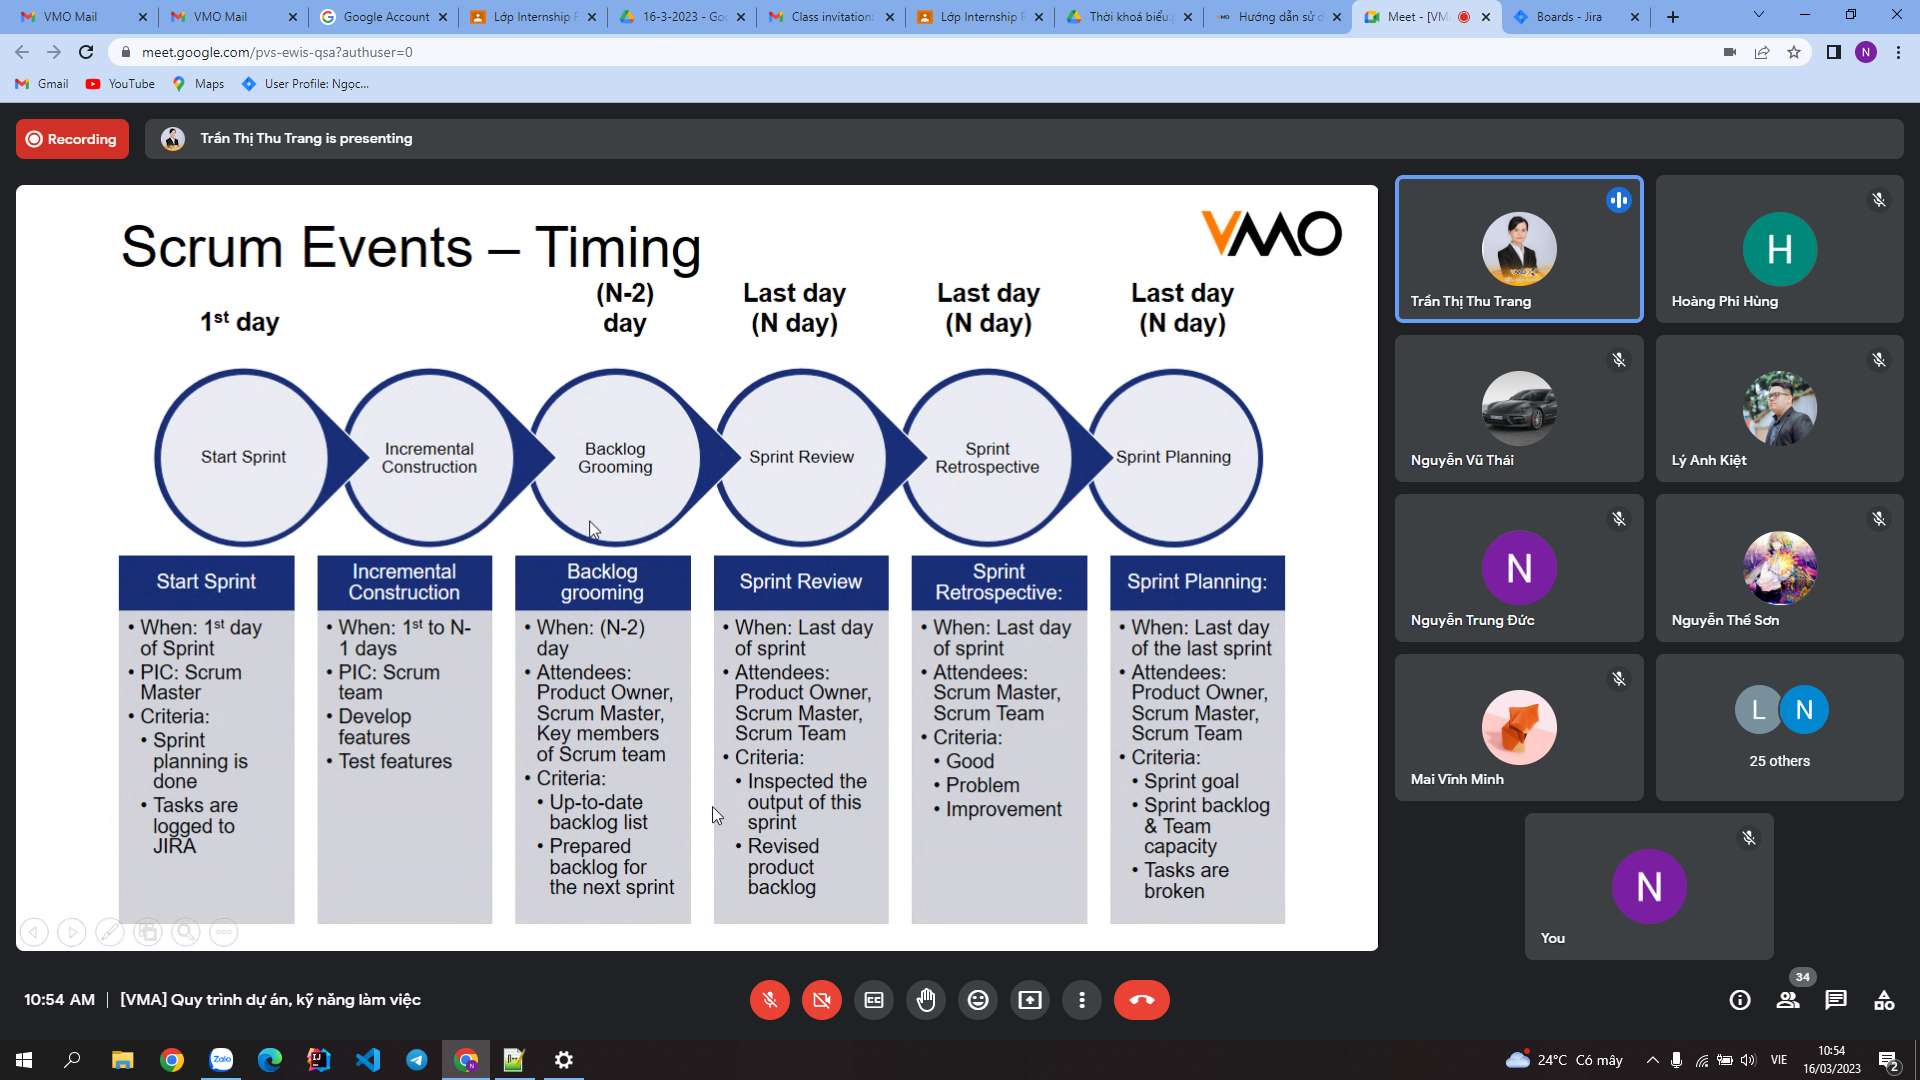 VMO Mail
VMO Mail
Google Account
Lớp Internship F
16-3-2023 - Goo
Class invitation:
Lớp Internship F
Thời khoá biểu.p
Hướng dẫn sử d
Meet - [VM
Boards - Jira
meet.google.com/pvs-ewis-qsa?authuser=0
N
Gmail
YouTube
Maps
User Profile: Ngọc...
Recording
Trần Thị Thu Trang is presenting
Scrum Events – Timing
VMO
1st day
(N-2)
day
Last day
(N day)
Last day
(N day)
Last day
(N day)
Start Sprint
Incremental
Construction
Backlog
Grooming
Sprint Review
Sprint
Retrospective
Sprint Planning
Start Sprint
• When: 1st day
of Sprint
• PIC: Scrum
Master
• Criteria:
• Sprint
planning is
done
• Tasks are
logged to
JIRA
Incremental
Construction
• When: 1st to N-
1 days
• PIC: Scrum
team
• Develop
features
• Test features
Backlog
grooming
• When: (N-2)
day
• Attendees:
Product Owner,
Scrum Master,
Key members
of Scrum team
• Criteria:
• Up-to-date
backlog list
• Prepared
backlog for
the next sprint
Sprint Review
• When: Last day
of sprint
• Attendees:
Product Owner,
Scrum Master,
Scrum Team
• Criteria:
• Inspected the
output of this
sprint
• Revised
product
backlog
Sprint
Retrospective:
• When: Last day
of sprint
• Attendees:
Scrum Master,
Scrum Team
• Criteria:
• Good
• Problem
• Improvement
Sprint Planning:
• When: Last day
of the last sprint
• Attendees:
Product Owner,
Scrum Master,
Scrum Team
• Criteria:
• Sprint goal
• Sprint backlog
& Team
capacity
• Tasks are
broken
Trần Thị Thu Trang
H
Hoàng Phi Hùng
Nguyễn Vũ Thái
Lý Anh Kiệt
N
Nguyễn Trung Đức
Nguyễn Thế Sơn
Mai Vĩnh Minh
L
N
25 others
N
You
10:54 AM
[VMA] Quy trình dự án, kỹ năng làm việc
34
Zalo
24°C Có mây
VIE
10:54
16/03/2023
2